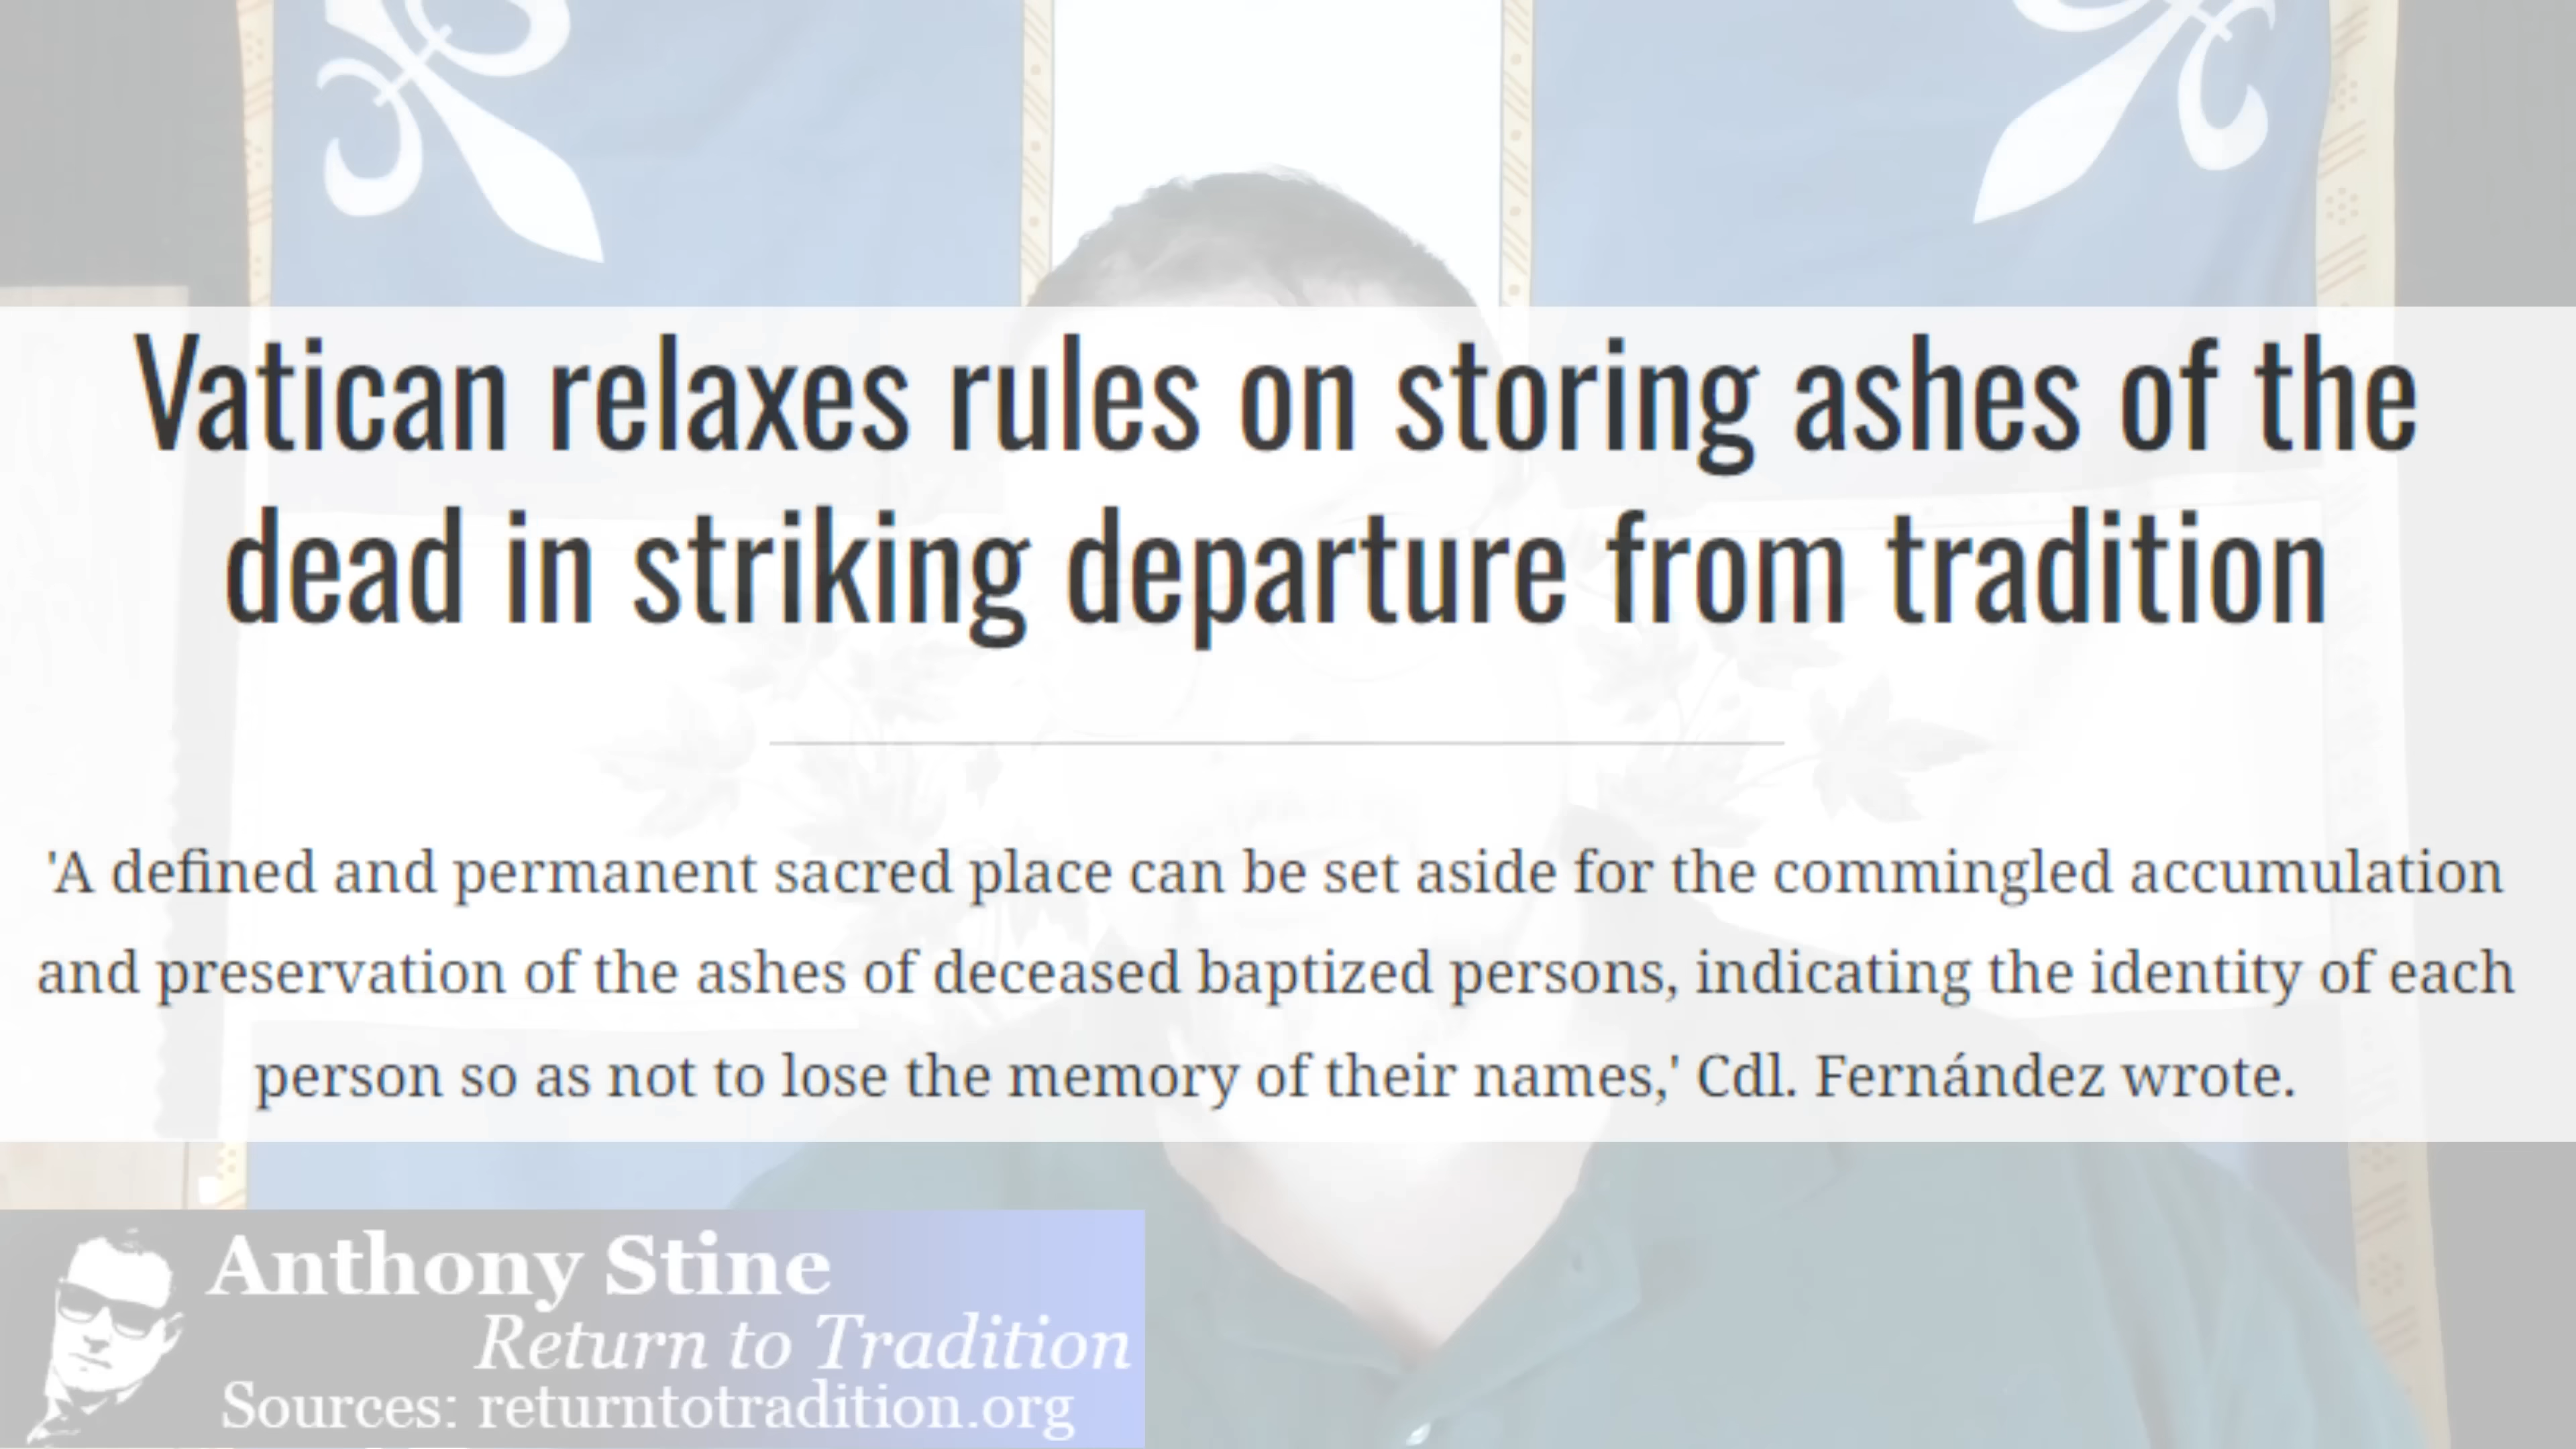 Vatican relaxes rules on storing ashes of the
dead in striking departure from tradition
'A defined and permanent sacred place can be set aside for the commingled accumulation
and preservation of the ashes of deceased baptized persons, indicating the identity of each
person so as not to lose the memory of their names,' Cdl. Fernández wrote.
Anthony Stine
Return to Tradition
Sources: returntotradition.org